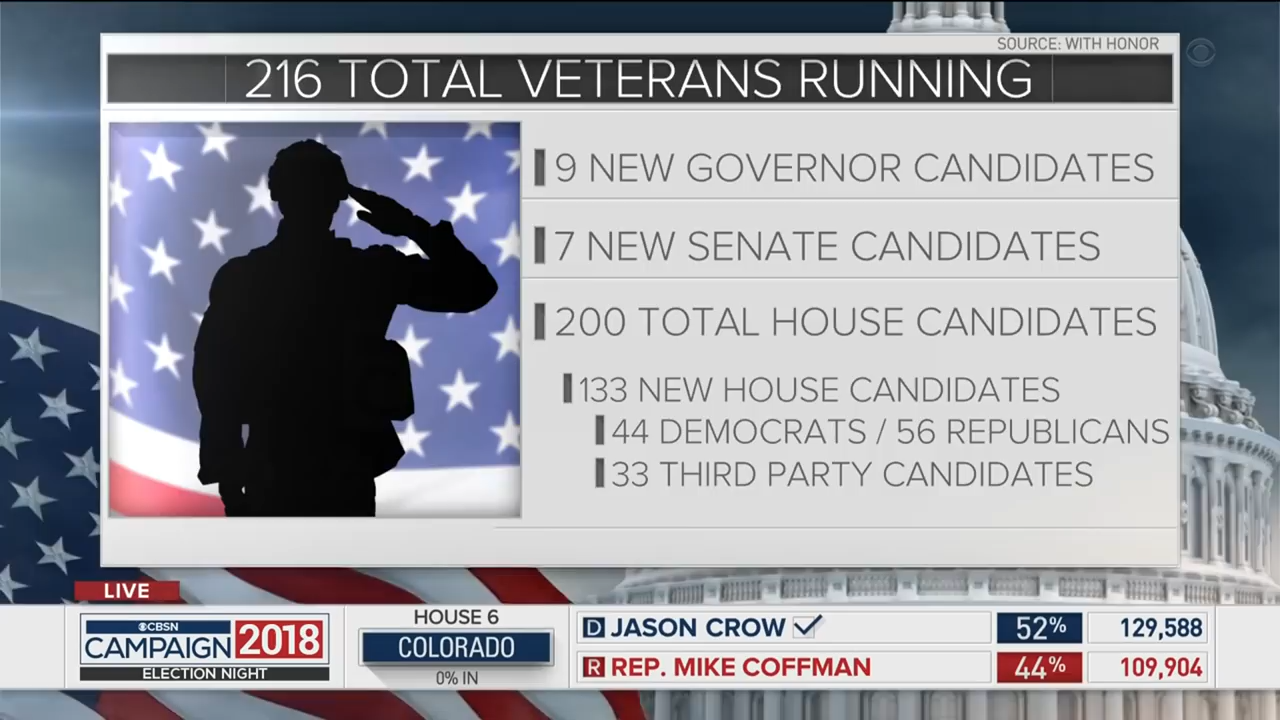 SOURCE: WITH HONOR
216 TOTAL VETERANS RUNNING
9 NEW GOVERNOR CANDIDATES
7 NEW SENATE CANDIDATES
200 TOTAL HOUSE CANDIDATES
133 NEW HOUSE CANDIDATES
44 DEMOCRATS / 56 REPUBLICANS
33 THIRD PARTY CANDIDATES
LIVE
CBSN
CAMPAIGN 2018
ELECTION NIGHT
HOUSE 6
COLORADO
0% IN
D JASON CROW 52% 129,588
R REP. MIKE COFFMAN 44% 109,904